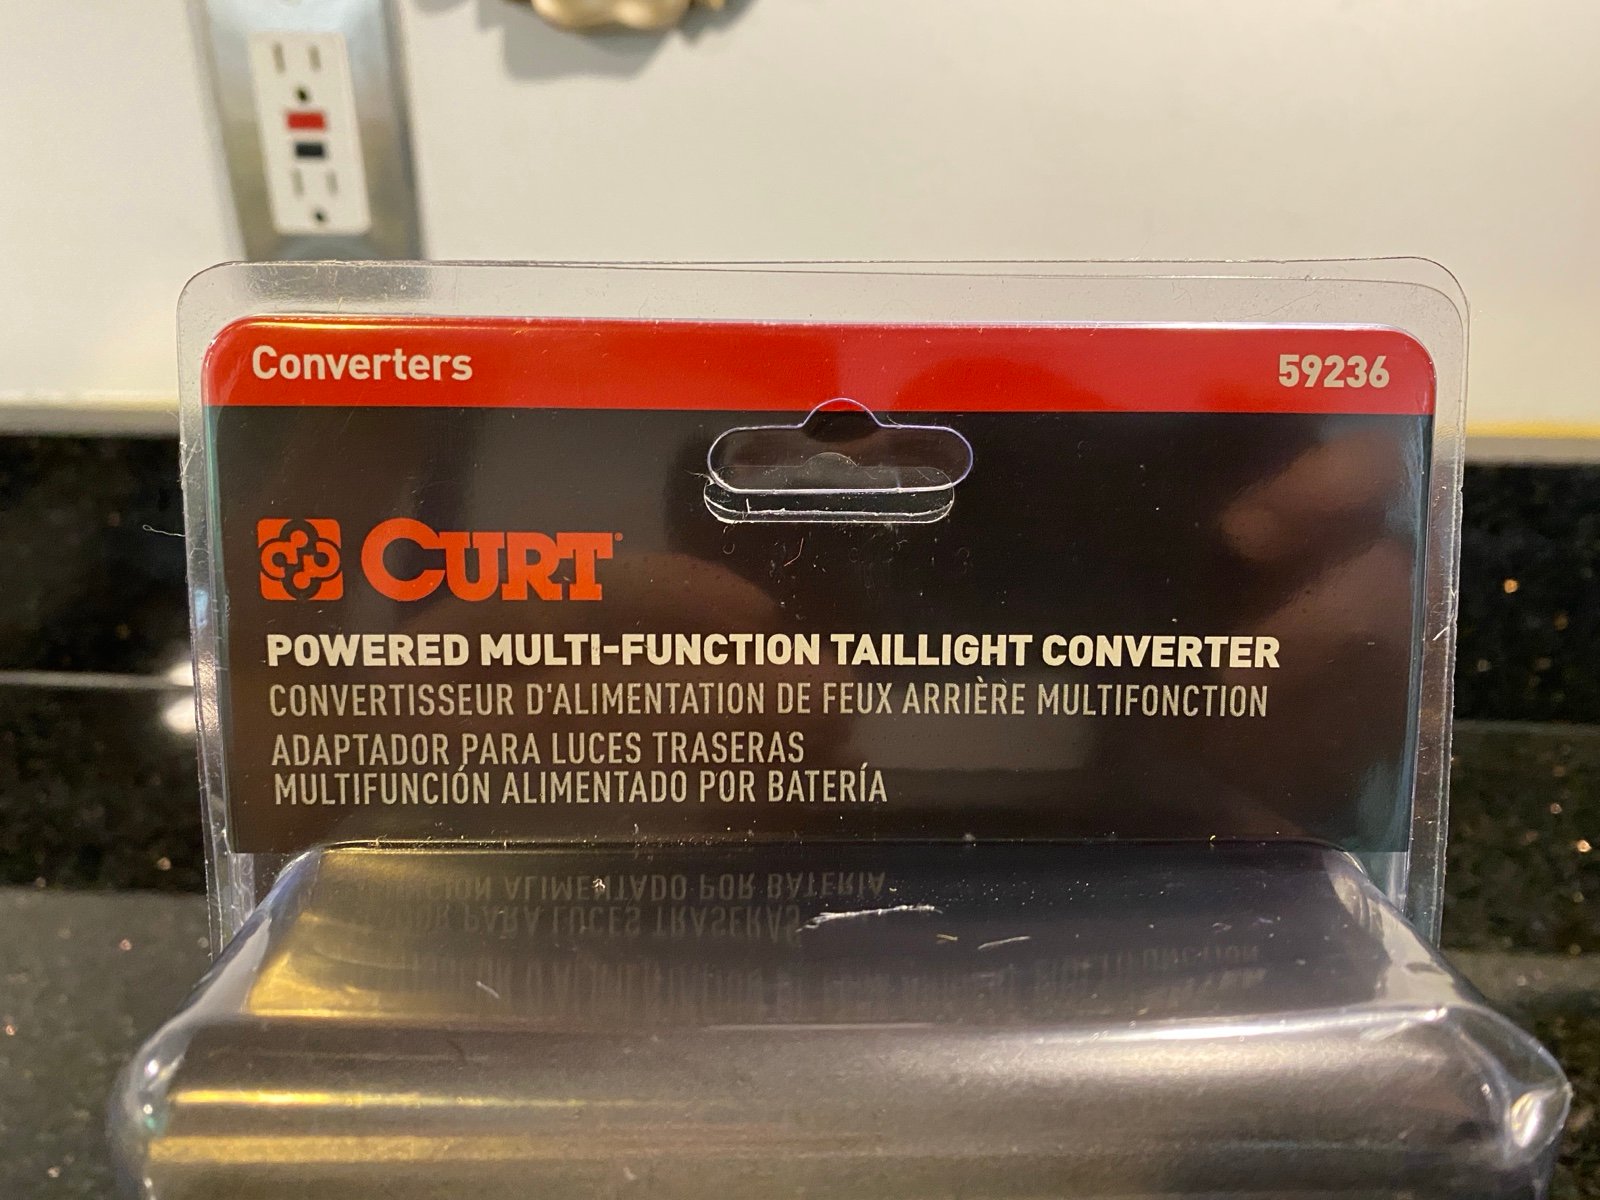 Converters
59236
CURT
POWERED MULTI-FUNCTION TAILLIGHT CONVERTER
CONVERTISSEUR D'ALIMENTATION DE FEUX ARRIÈRE MULTIFONCTION
ADAPTADOR PARA LUCES TRASERAS
MULTIFUNCIÓN ALIMENTADO POR BATERÍA